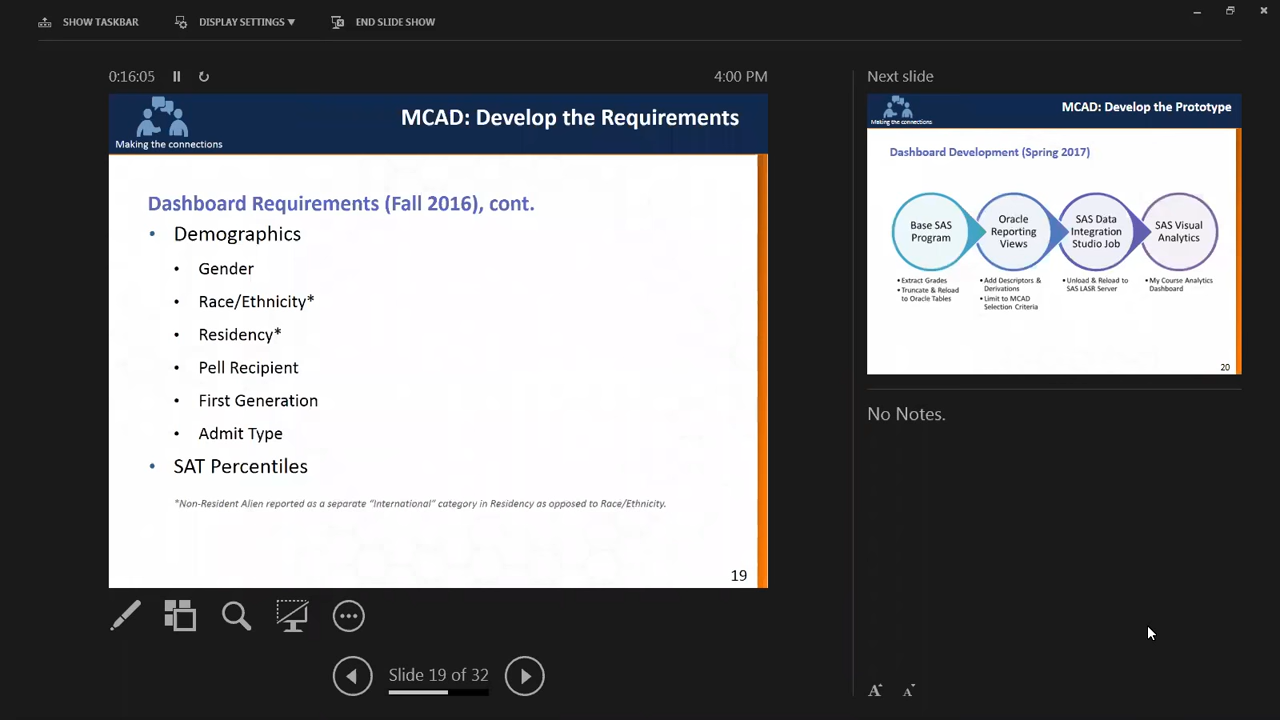 SHOW TASKBAR
DISPLAY SETTINGS ▼
END SLIDE SHOW
0:16:05
4:00 PM
Making the connections
MCAD: Develop the Requirements
Dashboard Requirements (Fall 2016), cont.
• Demographics
• Gender
• Race/Ethnicity*
• Residency*
• Pell Recipient
• First Generation
• Admit Type
• SAT Percentiles
*Non-Resident Alien reported as a separate “International” category in Residency as opposed to Race/Ethnicity.
19
Slide 19 of 32
Next slide
Making the connections
MCAD: Develop the Prototype
Dashboard Development (Spring 2017)
Base SAS
Program
• Extract Grades
• Truncate & Reload
to Oracle Tables
Oracle
Reporting
Views
• Add Descriptors &
Derivations
• Limit to MCAD
Selection Criteria
SAS Data
Integration
Studio Job
• Unload & Reload to
SAS LASR Server
SAS Visual
Analytics
• My Course Analytics
Dashboard
20
No Notes.
A A